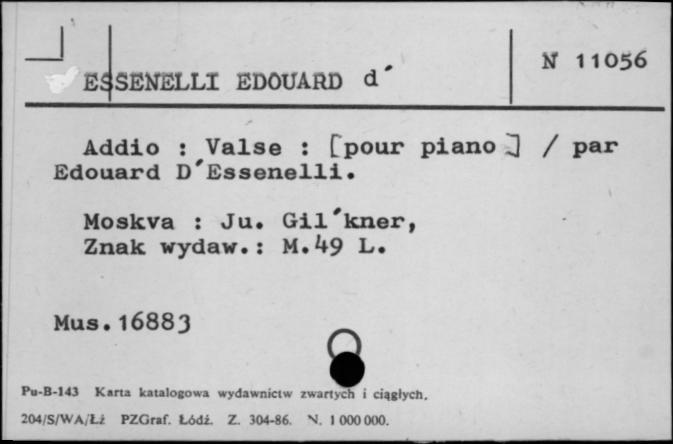 N 11056
ESSENELLI EDOUARD d´
Addio : Valse : [pour piano] / par
Edouard D´Essenelli.
Moskva : Ju. Gil´kner,
Znak wydaw.: M.49 L.
Mus.16883
Pu-B-143 Karta katalogowa wydawnictw zwartych i ciągłych.
204/S/WA/Łż PZGraf. Łódź. Z. 304-86. N. 1 000 000.